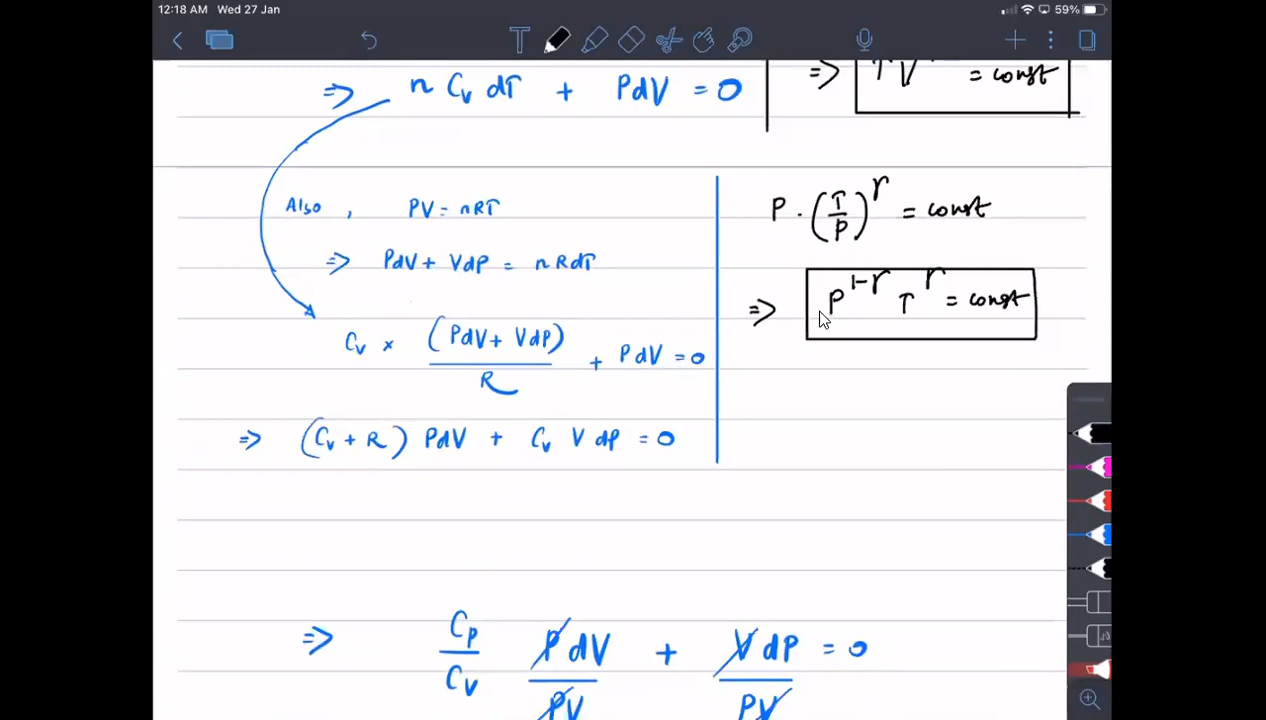 12:18 AM Wed 27 Jan 59%
=> n Cv dT + PdV = 0
=> = const
Also , PV = nRT
=> PdV + VdP = nRdT
Cv × (PdV + VdP)
R
+ PdV = 0
=> (Cv + R) PdV + Cv V dP = 0
P · (T/P)^γ = const
=> P^1-γ T^γ = const
=> Cp/Cv PdV/PV + VdP/PV = 0